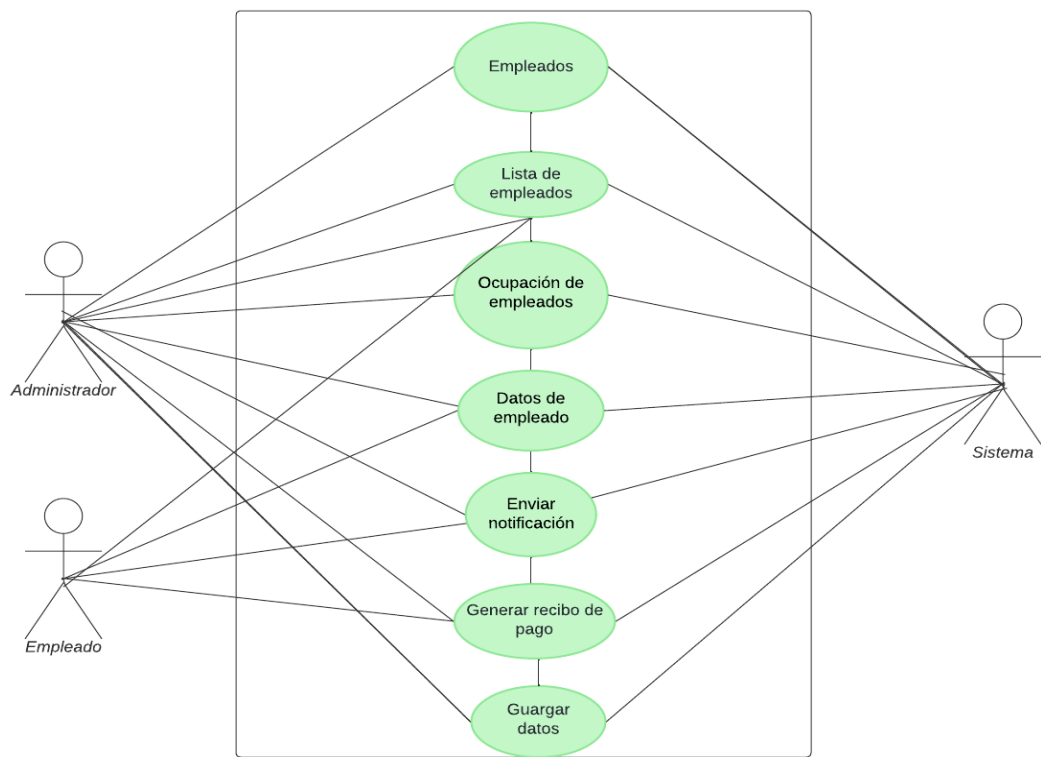 Empleados
Lista de
empleados
Ocupación de
empleados
Administrador
Datos de
empleado
Sistema
Enviar
notificación
Generar recibo de
pago
Empleado
Guargar
datos